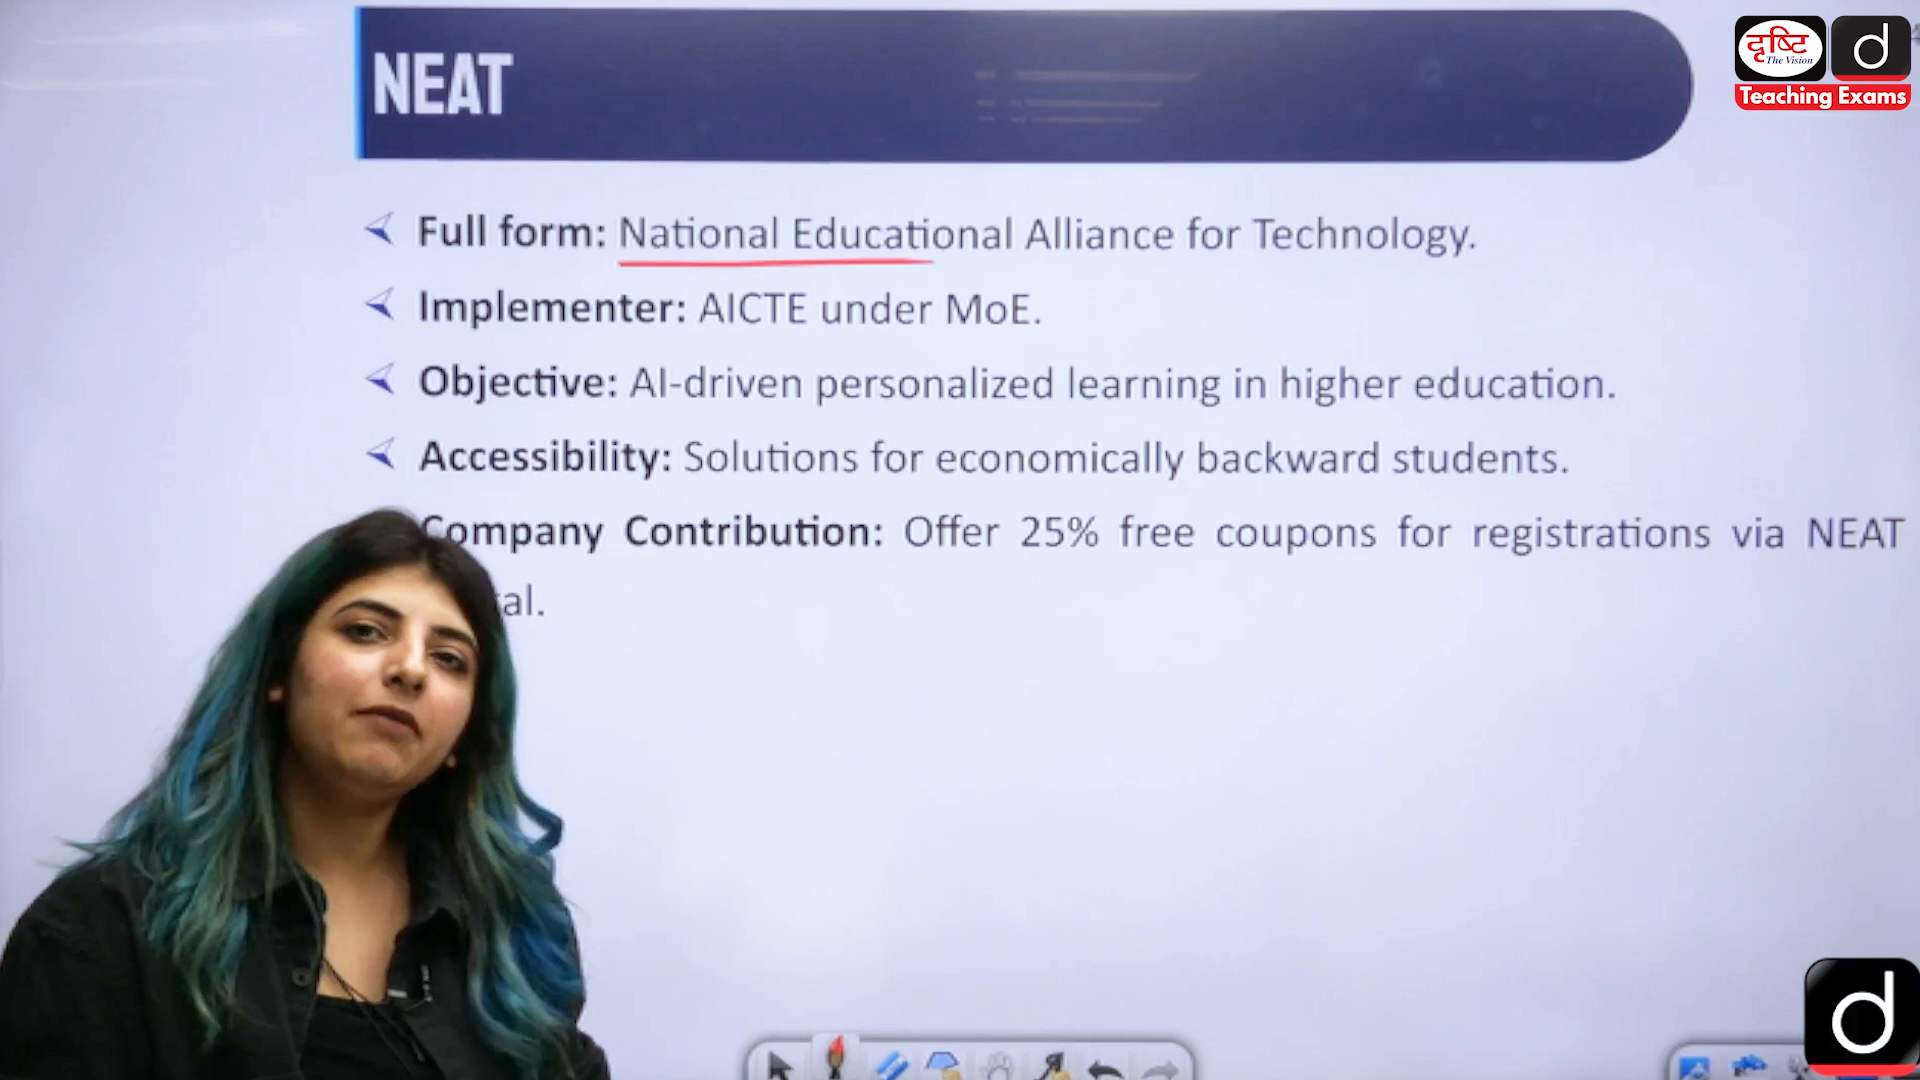 NEAT
दृष्टि
The Vision
d
Teaching Exams
Full form: National Educational Alliance for Technology.
Implementer: AICTE under MoE.
Objective: AI-driven personalized learning in higher education.
Accessibility: Solutions for economically backward students.
Company Contribution: Offer 25% free coupons for registrations via NEAT
al.
d